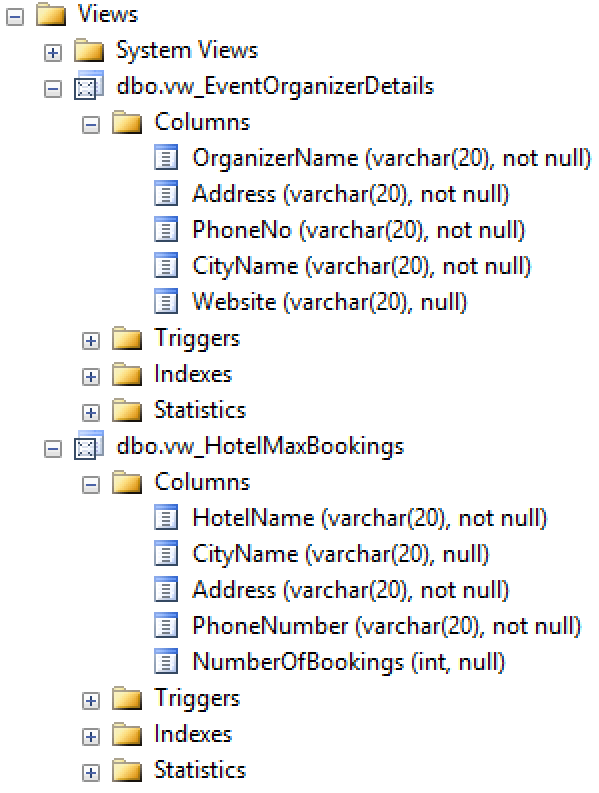 Views
System Views
dbo.vw_EventOrganizerDetails
Columns
OrganizerName (varchar(20), not null)
Address (varchar(20), not null)
PhoneNo (varchar(20), not null)
CityName (varchar(20), not null)
Website (varchar(20), null)
Triggers
Indexes
Statistics
dbo.vw_HotelMaxBookings
Columns
HotelName (varchar(20), not null)
CityName (varchar(20), null)
Address (varchar(20), not null)
PhoneNumber (varchar(20), not null)
NumberOfBookings (int, null)
Triggers
Indexes
Statistics